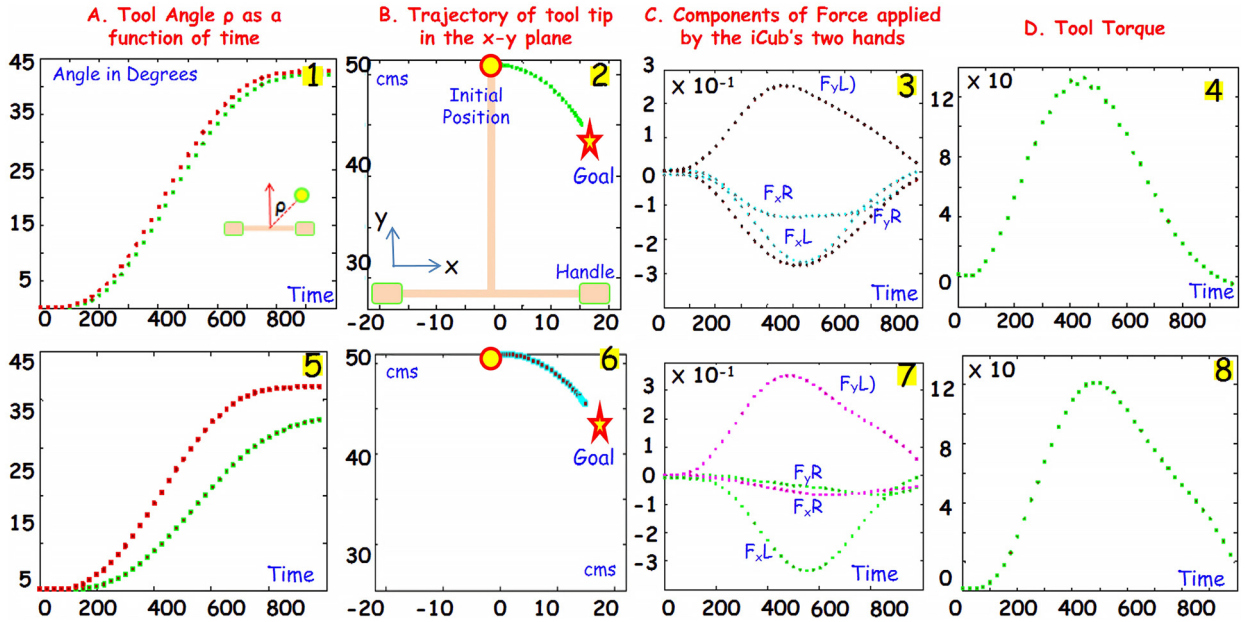 A. Tool Angle ρ as a
function of time
B. Trajectory of tool tip
in the x-y plane
C. Components of Force applied
by the iCub's two hands
D. Tool Torque
45
35
25
15
5
0 200 400 600 800
Angle in Degrees
1
ρ
Time
50
40
30
-20 -10 0 10 20
cms
2
Initial
Position
Goal
y
x
Handle
3
2
1
0
-1
-2
-3
0 200 400 600 800
x 10⁻¹
FyL)
3
FxR
FxL
FyR
Time
12
8
4
0
0 200 400 600 800
x 10
4
Time
45
35
25
15
5
0 200 400 600 800
5
Time
50
40
30
-20 -10 0 10 20
cms
6
Goal
cms
3
2
1
0
-1
-2
-3
0 200 400 600 800
x 10⁻¹
7
FyL)
FyR
FxR
FxL
Time
12
8
4
0
0 200 400 600 800
x 10
8
Time